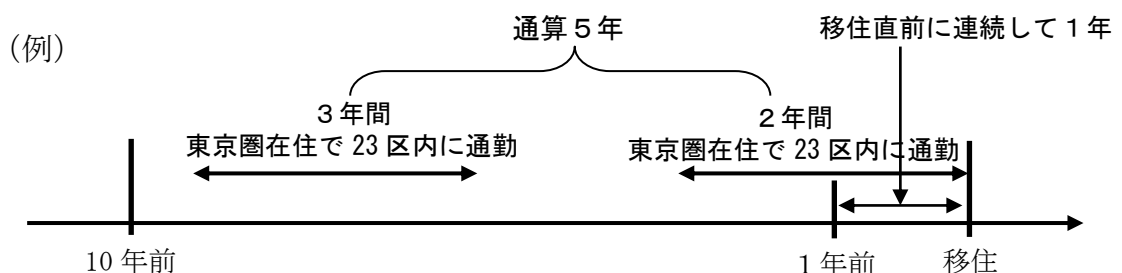 (例)
通算５年
移住直前に連続して１年
３年間
東京圏在住で 23 区内に通勤
２年間
東京圏在住で 23 区内に通勤
10 年前
１年前
移住